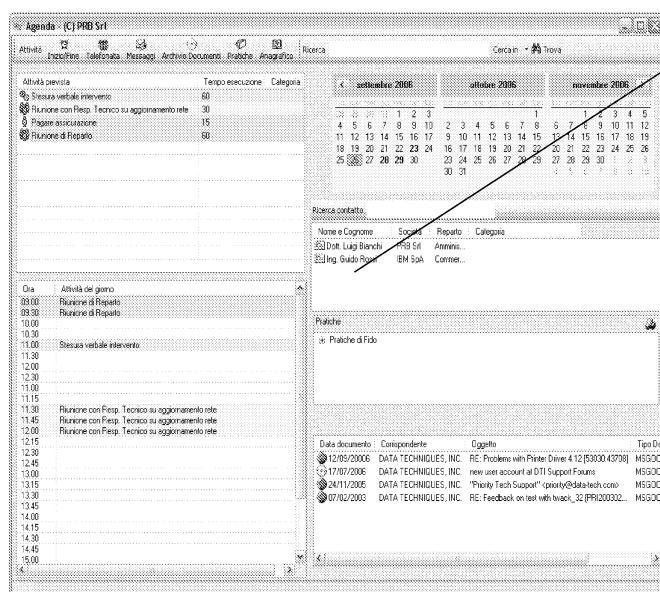 Agenda - (C) PRB Srl
Attività Inizio/Fine Telefonata Messaggi Archivio Documenti Pratiche Anagrafico Ricerca Cerca in Trova
Attività prevista Tempo esecuzione Categoria
Stesura verbale intervento 60
Riunione con Resp. Tecnico su aggiornamento rete 30
Pagare assicurazione 15
Riunione di Reparto 60
settembre 2006 ottobre 2006 novembre 2006
1 2 3 1 1 2 3 4 5
4 5 6 7 8 9 10 2 3 4 5 6 7 8 6 7 8 9 10 11 12
11 12 13 14 15 16 17 9 10 11 12 13 14 15 13 14 15 16 17 18 19
18 19 20 21 22 23 24 16 17 18 19 20 21 22 20 21 22 23 24 25 26
25 26 27 28 29 30 23 24 25 26 27 28 29 27 28 29 30
30 31
Ricerca contatto
Nome e Cognome Società Reparto Categoria
Dott. Luigi Bianchi PRB Srl Amminis...
Ing. Guido Rossi IBM SpA Commer...
Ora Attività del giorno
09.00 Riunione di Reparto
09.30 Riunione di Reparto
10.00
10.30
11.00 Stesura verbale intervento
11.30
12.00
12.30
11.00
11.15
11.30 Riunione con Resp. Tecnico su aggiornamento rete
11.45 Riunione con Resp. Tecnico su aggiornamento rete
12.00 Riunione con Resp. Tecnico su aggiornamento rete
12.15
12.30
12.45
13.00
13.15
13.30
13.45
14.00
14.15
14.30
14.45
15.00
Pratiche
Pratiche di Fido
Data documento Corrispondente Oggetto Tipo Do
12/09/20006 DATA TECHNIQUES, INC. RE: Problems with Printer Driver 4.12 [53030:43708] MSGDOC
17/07/2006 DATA TECHNIQUES, INC. new user account at DTI Support Forums MSGDOC
24/11/2005 DATA TECHNIQUES, INC. "Priority Tech Support" <priority@data-tech.com> MSGDOC
07/02/2003 DATA TECHNIQUES, INC. RE: Feedback on test with twack_32 [PRI200302... MSGDOC